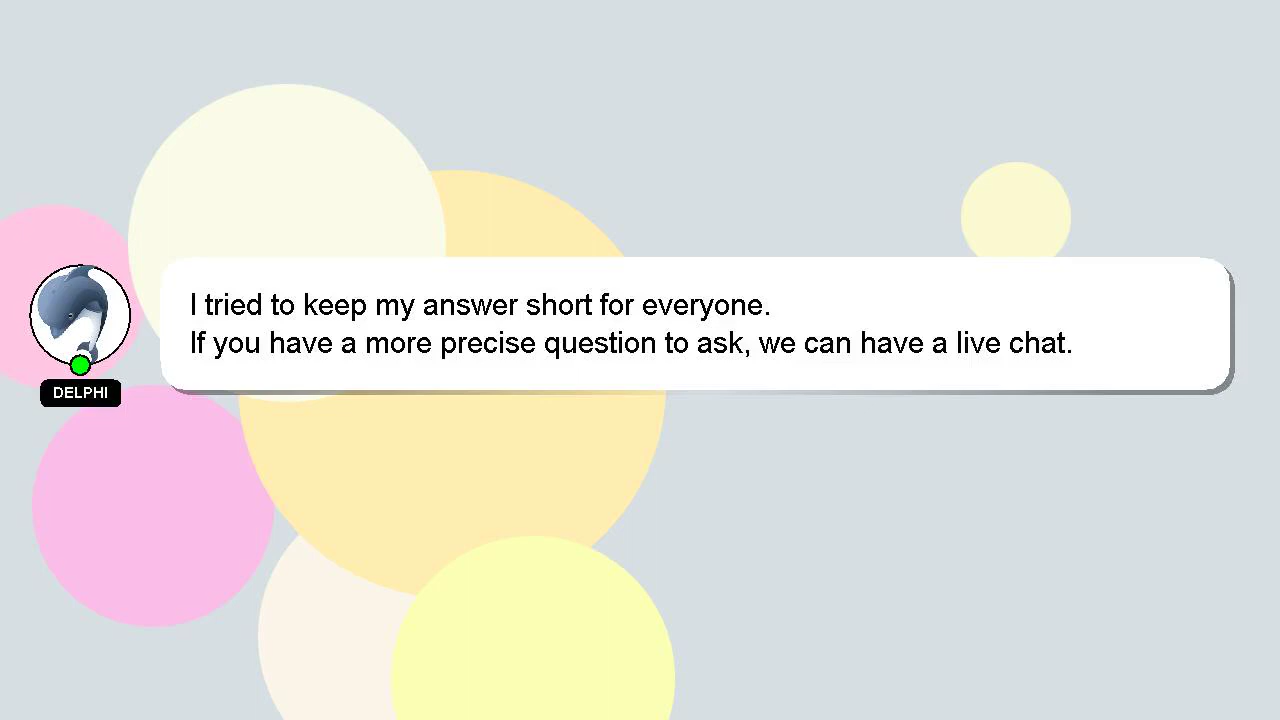 I tried to keep my answer short for everyone.
If you have a more precise question to ask, we can have a live chat.
DELPHI